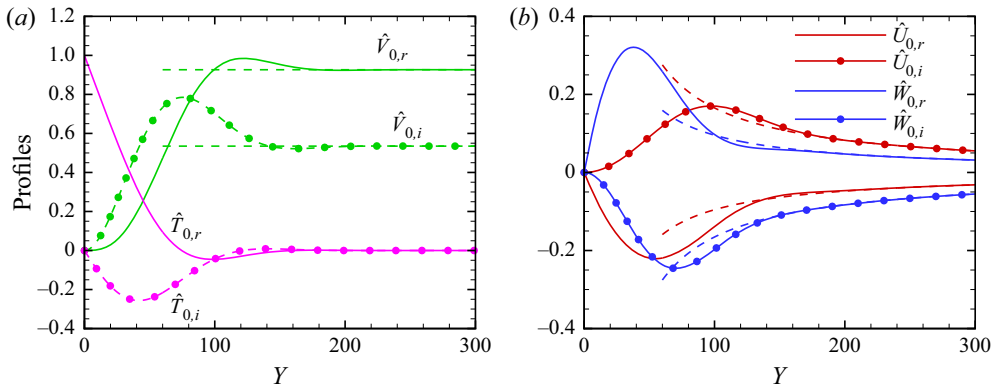 (a)
1.2
1.0
0.8
0.6
0.4
0.2
0
−0.2
−0.4
Profiles
V̂0,r
V̂0,i
T̂0,r
T̂0,i
0 100 200 300
Y
(b)
0.4
0.2
0
−0.2
−0.4
Û0,r
Û0,i
Ŵ0,r
Ŵ0,i
0 100 200 300
Y